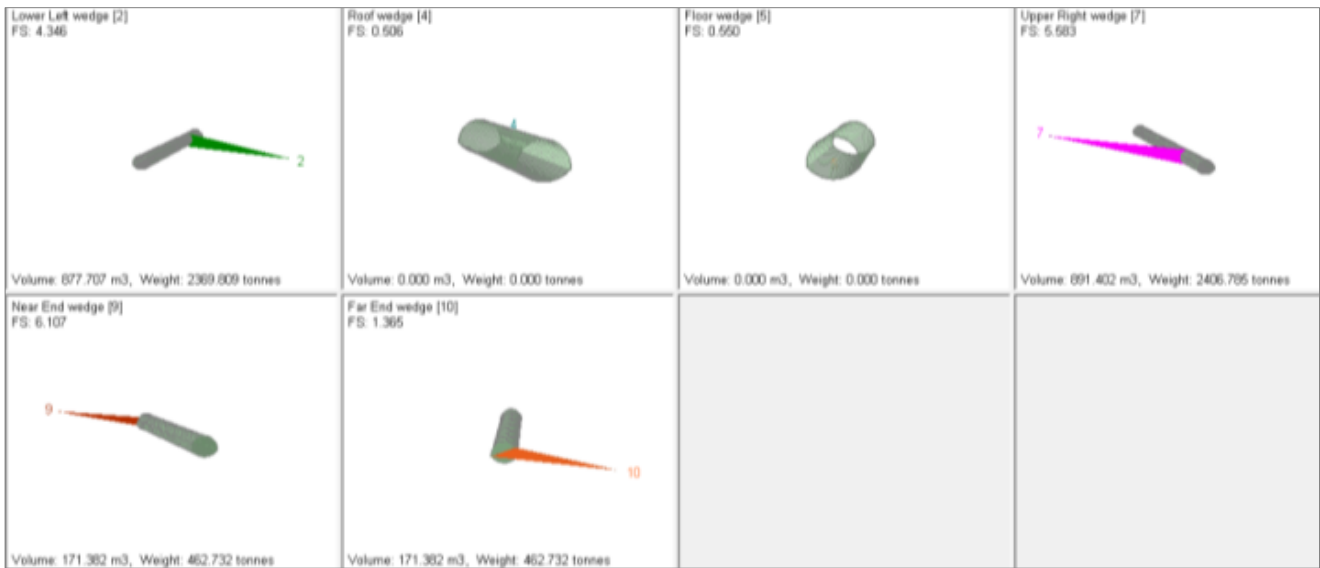 Lower Left wedge [2]
FS: 4.346
2
Volume: 877.707 m3, Weight: 2369.809 tonnes
Roof wedge [4]
FS: 0.506
4
Volume: 0.000 m3, Weight: 0.000 tonnes
Floor wedge [5]
FS: 0.550
Volume: 0.000 m3, Weight: 0.000 tonnes
Upper Right wedge [7]
FS: 5.583
7
Volume: 891.402 m3, Weight: 2406.785 tonnes
Near End wedge [9]
FS: 6.107
9
Volume: 171.382 m3, Weight: 462.732 tonnes
Far End wedge [10]
FS: 1.365
10
Volume: 171.382 m3, Weight: 462.732 tonnes